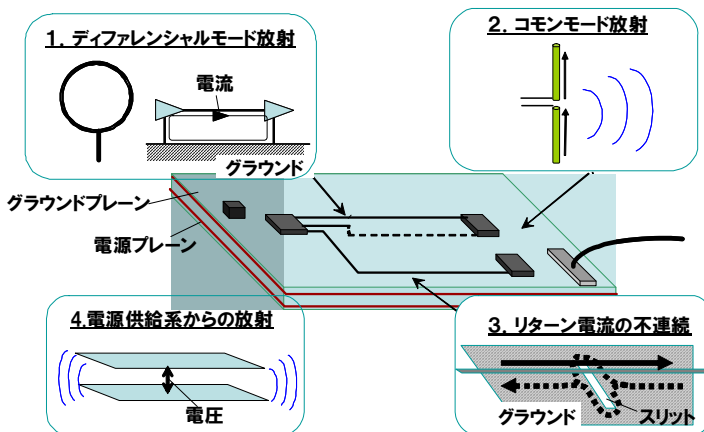 1. ディファレンシャルモード放射
電流
グラウンド
2. コモンモード放射
グラウンドプレーン
電源プレーン
4.電源供給系からの放射
電圧
3. リターン電流の不連続
グラウンド
スリット